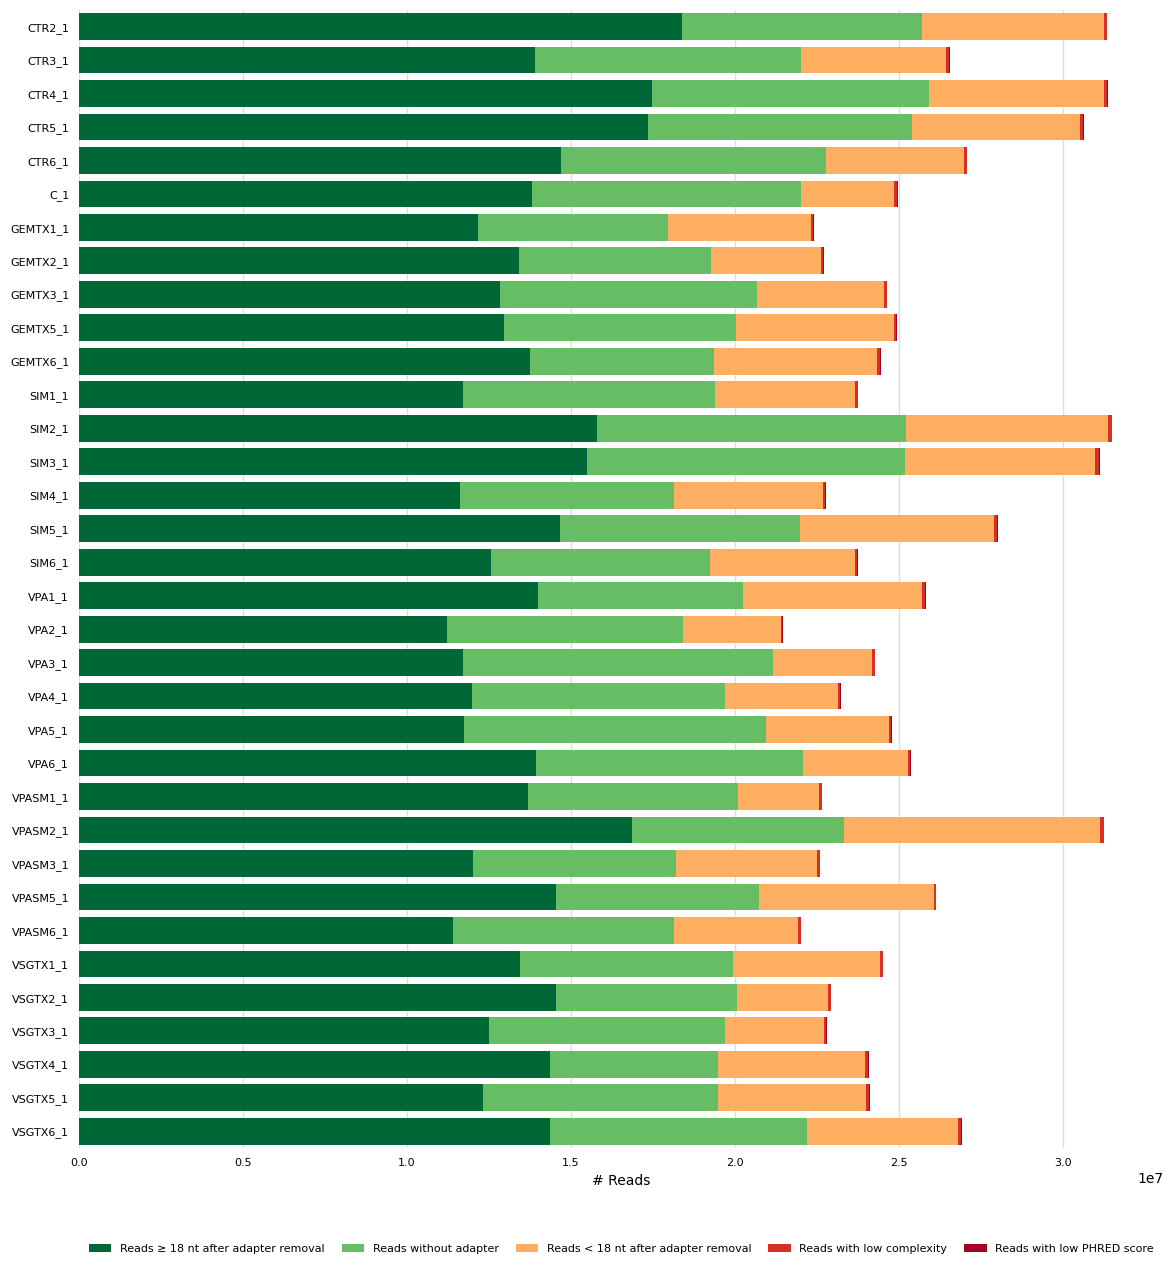 CTR2_1
CTR3_1
CTR4_1
CTR5_1
CTR6_1
C_1
GEMTX1_1
GEMTX2_1
GEMTX3_1
GEMTX5_1
GEMTX6_1
SIM1_1
SIM2_1
SIM3_1
SIM4_1
SIM5_1
SIM6_1
VPA1_1
VPA2_1
VPA3_1
VPA4_1
VPA5_1
VPA6_1
VPASM1_1
VPASM2_1
VPASM3_1
VPASM5_1
VPASM6_1
VSGTX1_1
VSGTX2_1
VSGTX3_1
VSGTX4_1
VSGTX5_1
VSGTX6_1
0.0 0.5 1.0 1.5 2.0 2.5 3.0
1e7
# Reads
Reads ≥ 18 nt after adapter removal Reads without adapter Reads < 18 nt after adapter removal Reads with low complexity Reads with low PHRED score